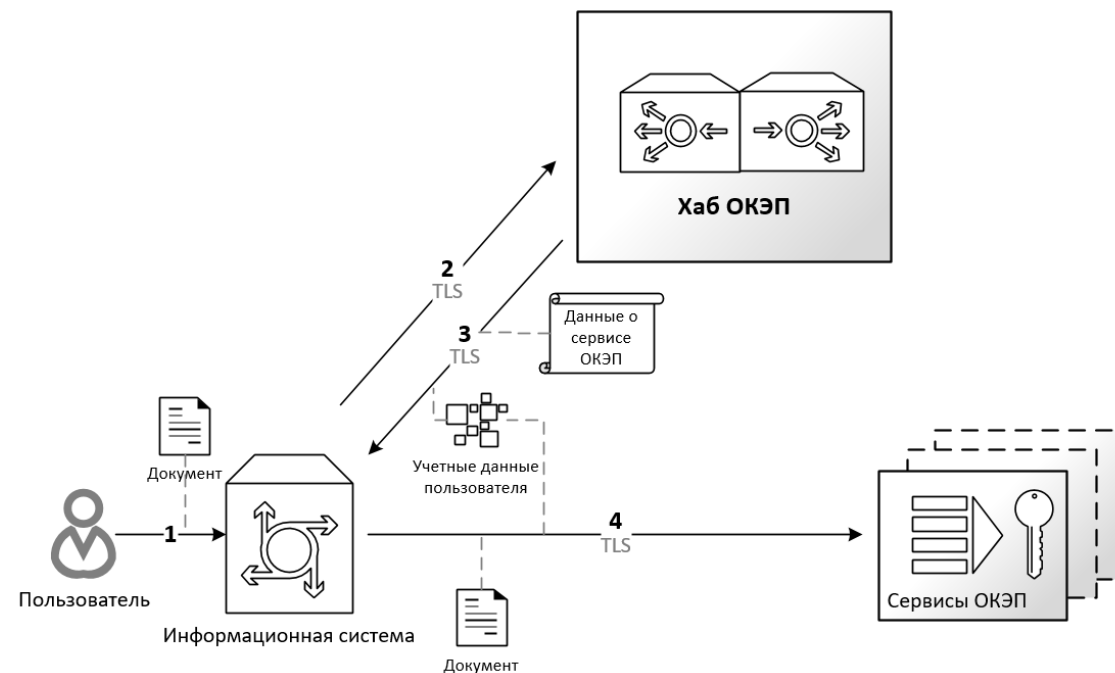 Хаб ОКЭП
2
TLS
3
TLS
Данные о
сервисе
ОКЭП
Документ
Учетные данные
пользователя
1
4
TLS
Пользователь
Информационная система
Сервисы ОКЭП
Документ